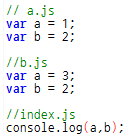 // a.js
var a = 1;
var b = 2;

//b.js
var a = 3;
var b = 2;

//index.js
console.log(a,b);